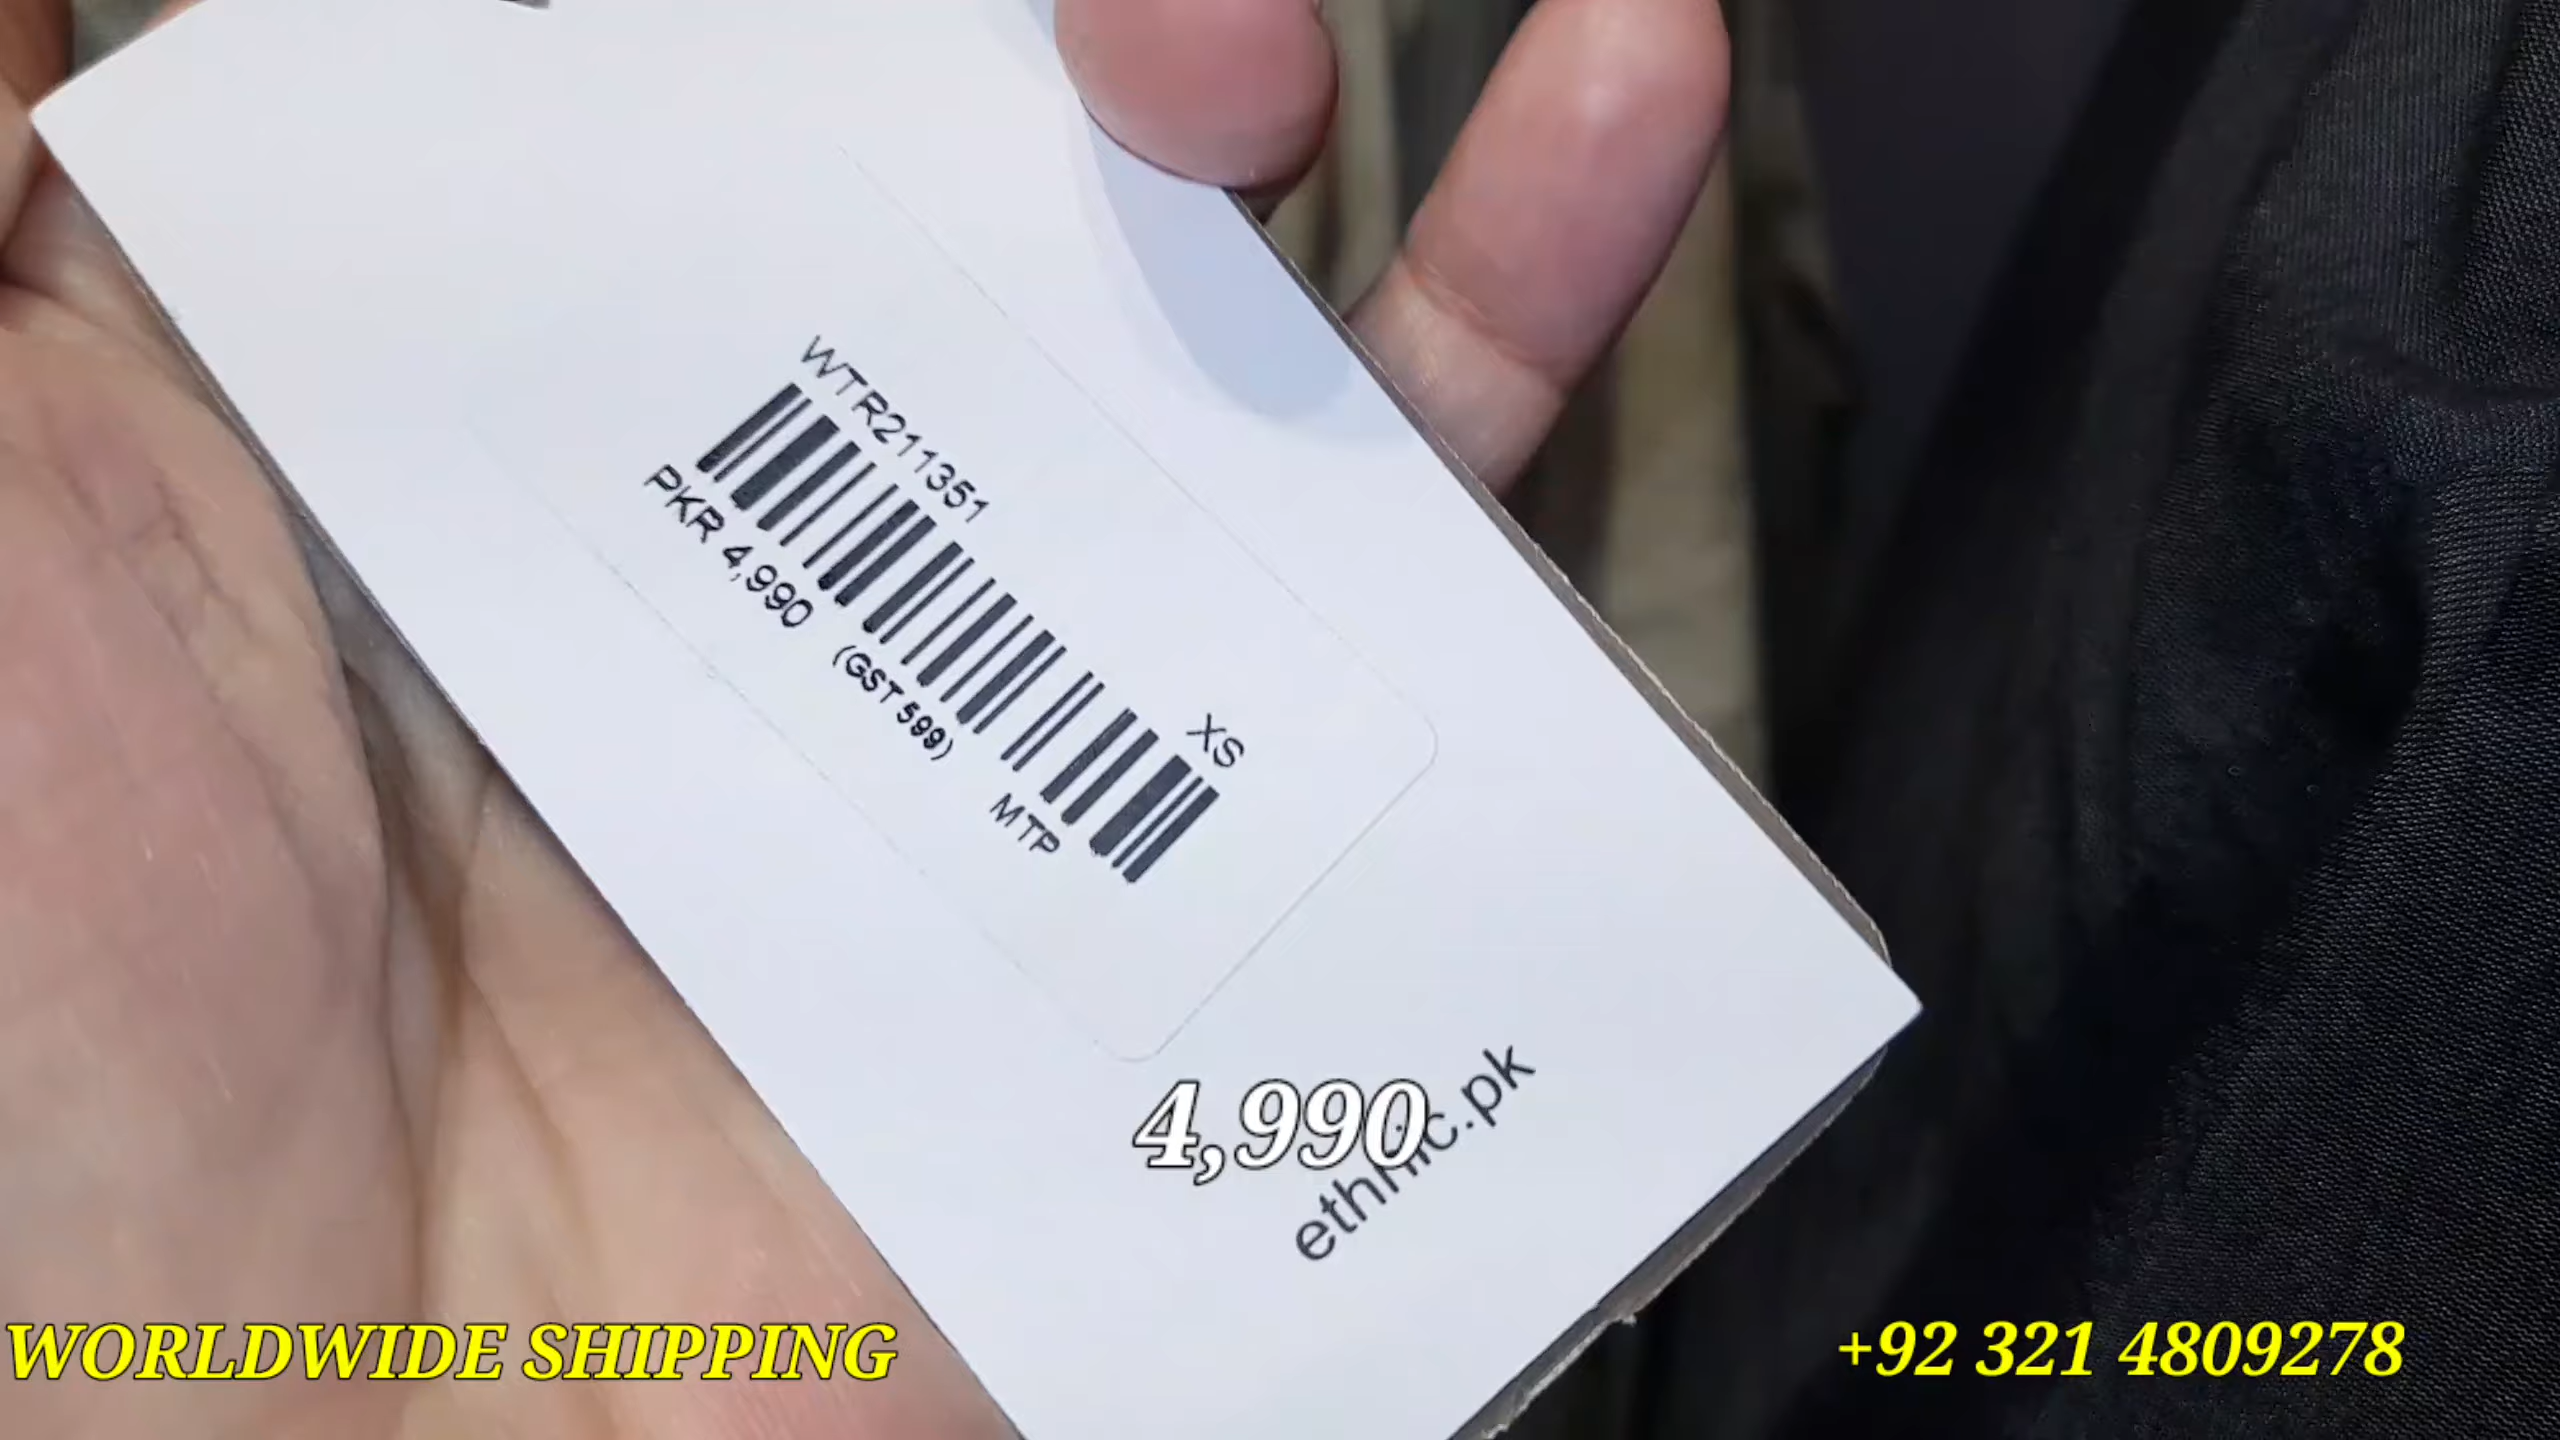 WTR211351
XS
PKR 4,990 (GST 599) MTP
4,990
ethnic.pk
WORLDWIDE SHIPPING
+92 321 4809278